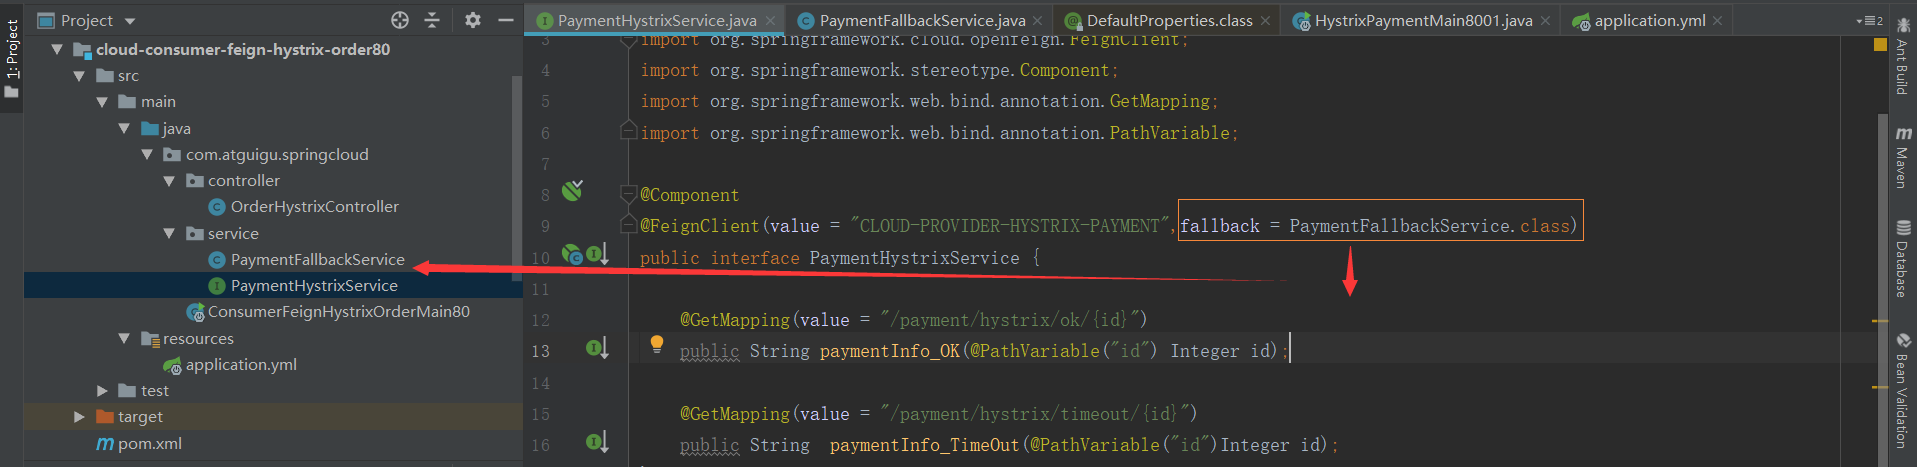 1: Project
Project
cloud-consumer-feign-hystrix-order80
src
main
java
com.atguigu.springcloud
controller
OrderHystrixController
service
PaymentFallbackService
PaymentHystrixService
ConsumerFeignHystrixOrderMain80
resources
application.yml
test
target
pom.xml
PaymentHystrixService.java
PaymentFallbackService.java
DefaultProperties.class
HystrixPaymentMain8001.java
application.yml
2
3 import org.springframework.cloud.openfeign.FeignClient;
4 import org.springframework.stereotype.Component;
5 import org.springframework.web.bind.annotation.GetMapping;
6 import org.springframework.web.bind.annotation.PathVariable;
7
8 @Component
9 @FeignClient(value = "CLOUD-PROVIDER-HYSTRIX-PAYMENT",fallback = PaymentFallbackService.class)
10 public interface PaymentHystrixService {
11
12 @GetMapping(value = "/payment/hystrix/ok/{id}")
13 public String paymentInfo_OK(@PathVariable("id") Integer id);
14
15 @GetMapping(value = "/payment/hystrix/timeout/{id}")
16 public String paymentInfo_TimeOut(@PathVariable("id")Integer id);
Ant Build
Maven
Database
Bean Validation